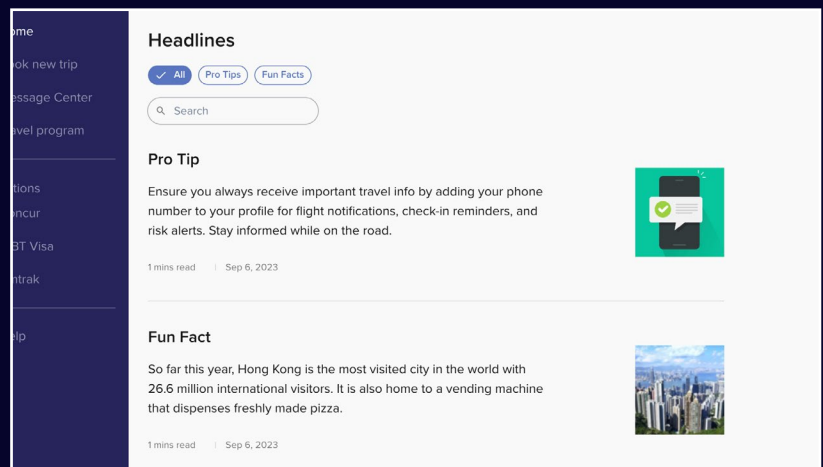 ome
ok new trip
essage Center
avel program
tions
oncur
BT Visa
ntrak
elp
Headlines
All
Pro Tips
Fun Facts
Search
Pro Tip
Ensure you always receive important travel info by adding your phone
number to your profile for flight notifications, check-in reminders, and
risk alerts. Stay informed while on the road.
1 mins read | Sep 6, 2023
Fun Fact
So far this year, Hong Kong is the most visited city in the world with
26.6 million international visitors. It is also home to a vending machine
that dispenses freshly made pizza.
1 mins read | Sep 6, 2023